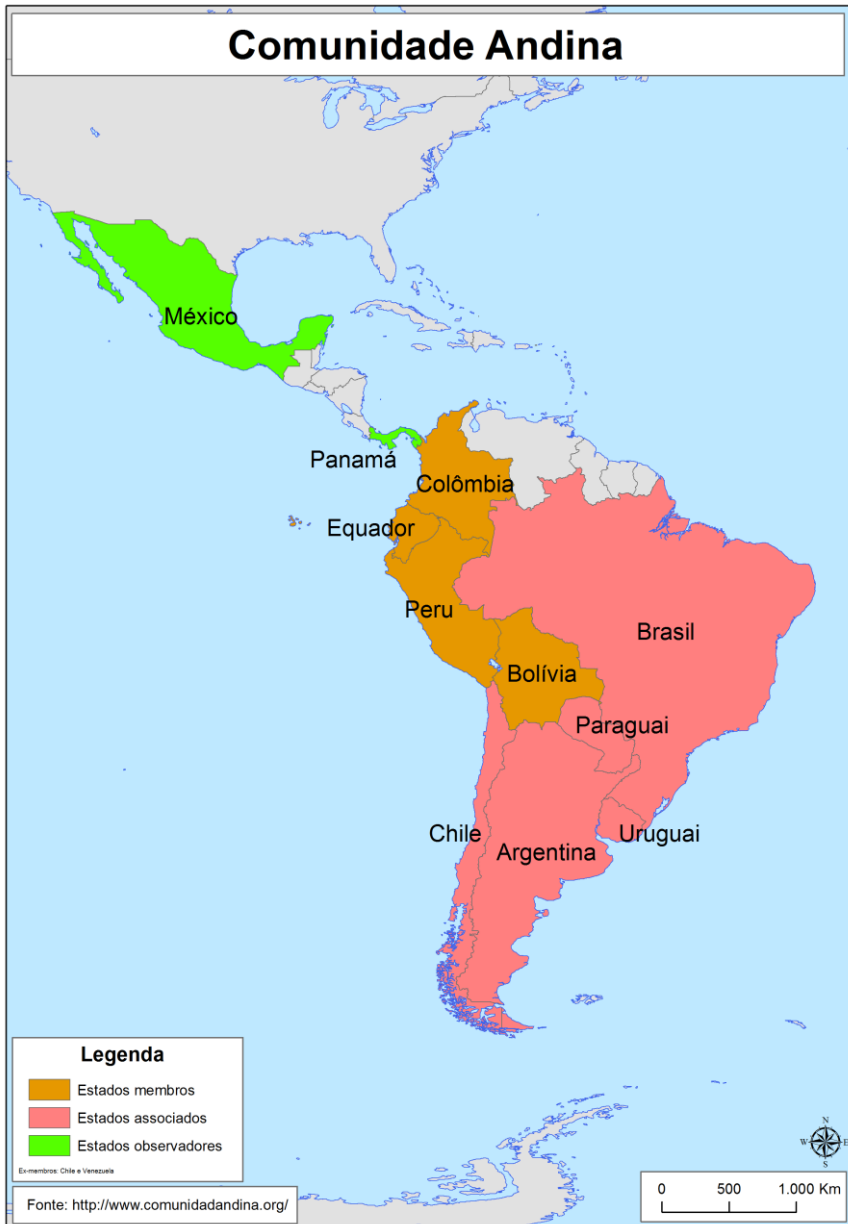 Comunidade Andina
México
Panamá
Colômbia
Equador
Peru
Brasil
Bolívia
Paraguai
Chile
Uruguai
Argentina
Legenda
Estados membros
Estados associados
Estados observadores
Ex-membros: Chile e Venezuela
Fonte: http://www.comunidadandina.org/
N
W E
S
0 500 1.000 Km